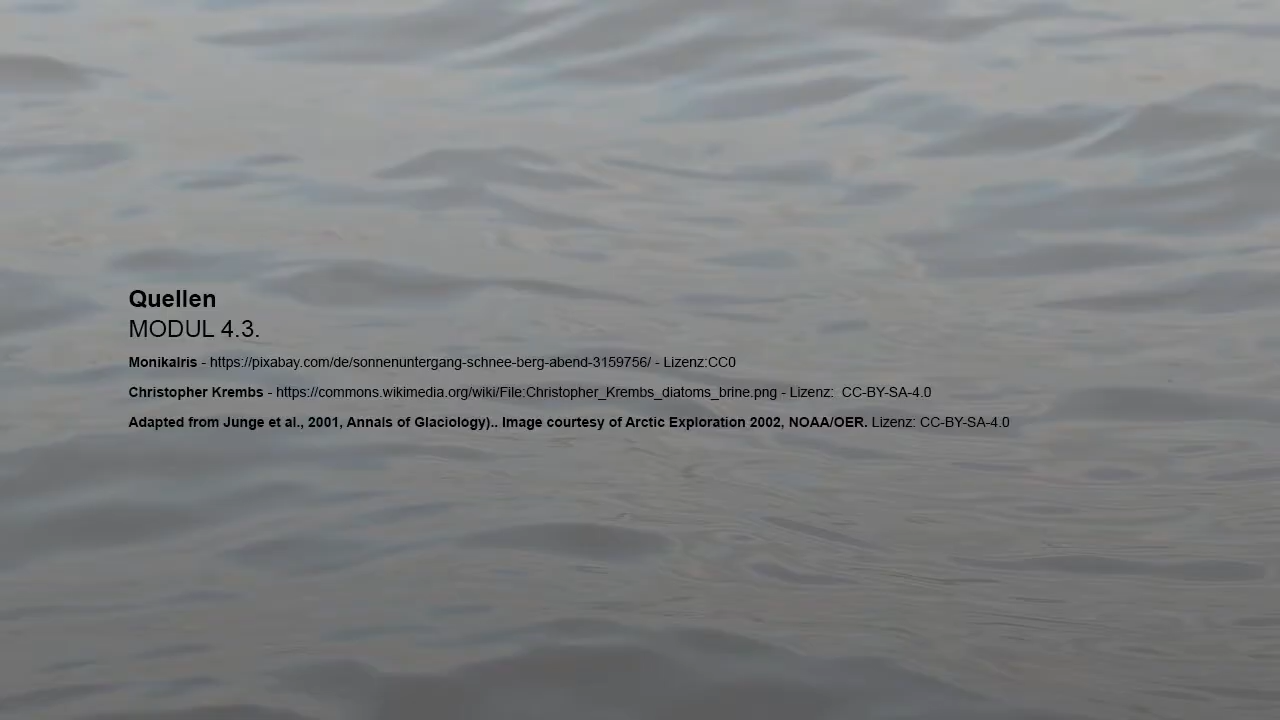 Quellen
MODUL 4.3.
MonikaIris - https://pixabay.com/de/sonnenuntergang-schnee-berg-abend-3159756/ - Lizenz:CC0
Christopher Krembs - https://commons.wikimedia.org/wiki/File:Christopher_Krembs_diatoms_brine.png - Lizenz:  CC-BY-SA-4.0
Adapted from Junge et al., 2001, Annals of Glaciology).. Image courtesy of Arctic Exploration 2002, NOAA/OER. Lizenz: CC-BY-SA-4.0